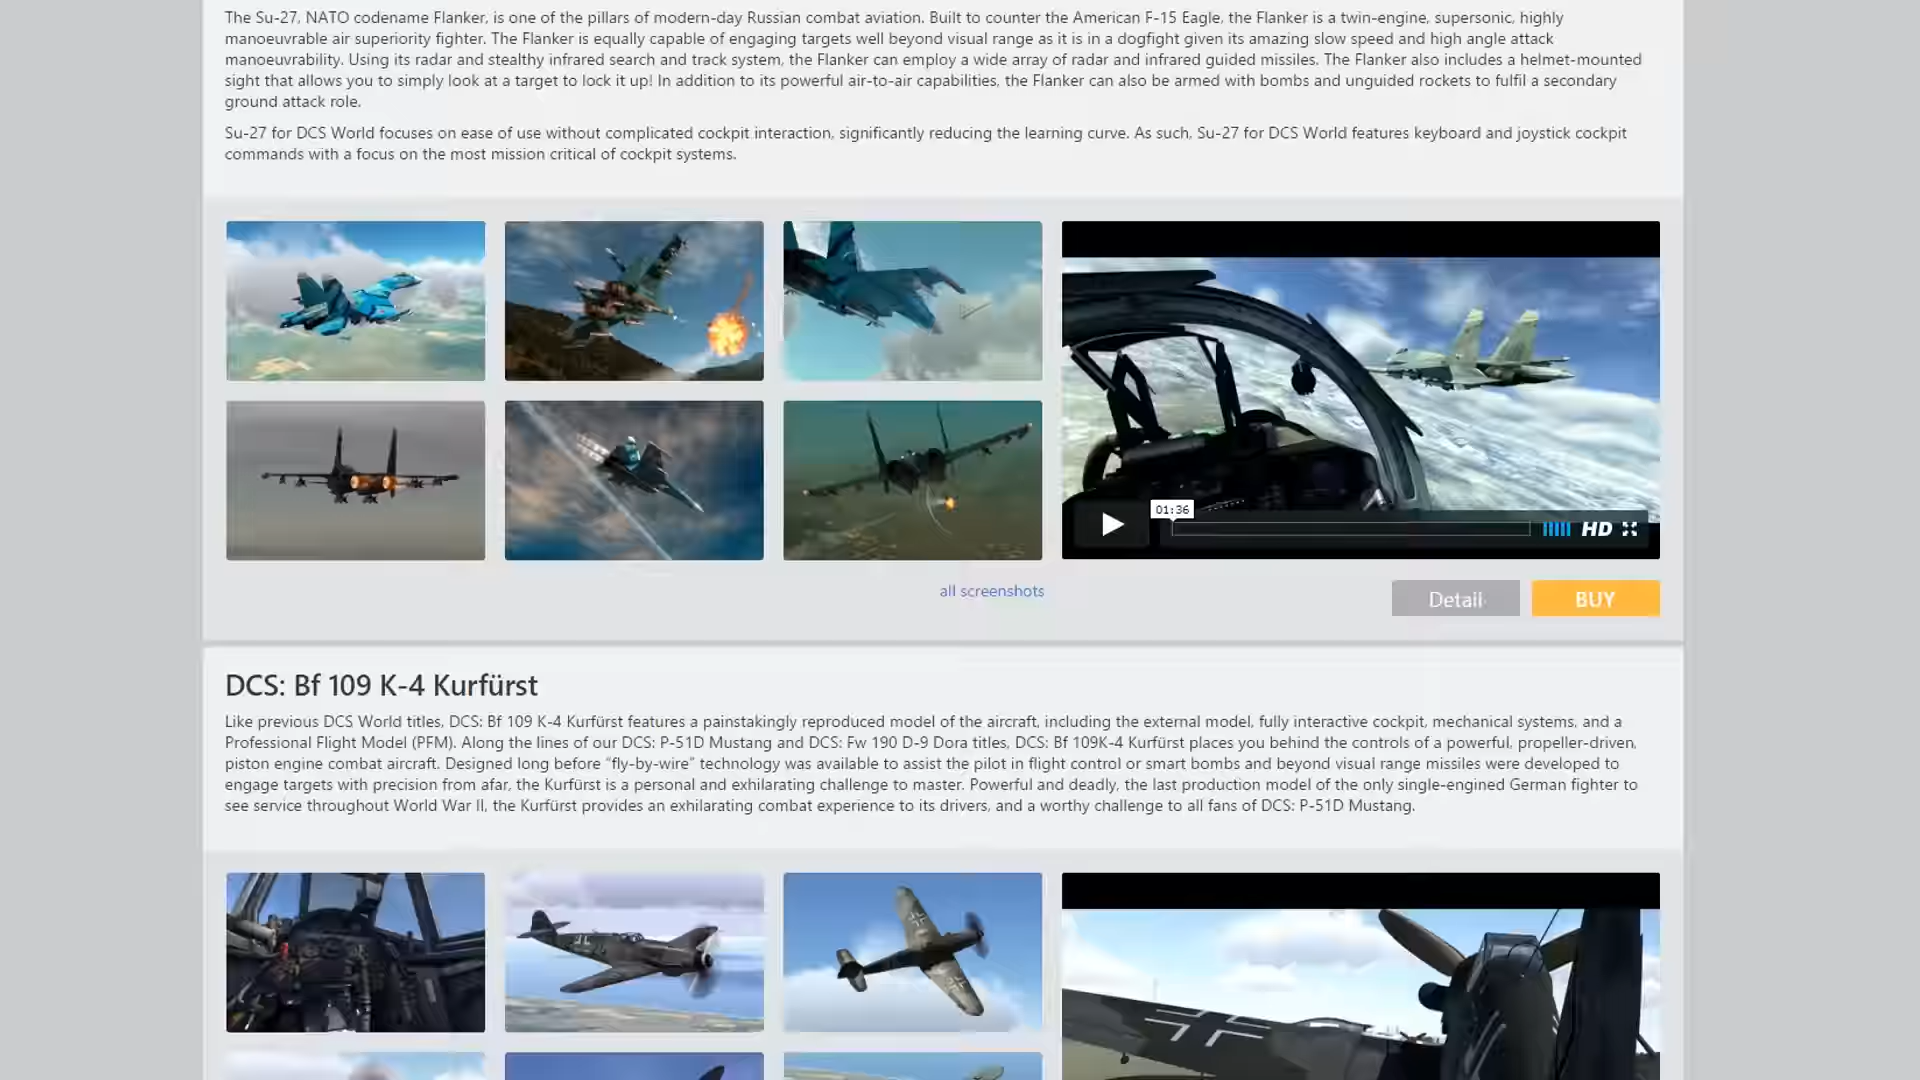 The Su-27, NATO codename Flanker, is one of the pillars of modern-day Russian combat aviation. Built to counter the American F-15 Eagle, the Flanker is a twin-engine, supersonic, highly
manoeuvrable air superiority fighter. The Flanker is equally capable of engaging targets well beyond visual range as it is in a dogfight given its amazing slow speed and high angle attack
manoeuvrability. Using its radar and stealthy infrared search and track system, the Flanker can employ a wide array of radar and infrared guided missiles. The Flanker also includes a helmet-mounted
sight that allows you to simply look at a target to lock it up! In addition to its powerful air-to-air capabilities, the Flanker can also be armed with bombs and unguided rockets to fulfil a secondary
ground attack role.
Su-27 for DCS World focuses on ease of use without complicated cockpit interaction, significantly reducing the learning curve. As such, Su-27 for DCS World features keyboard and joystick cockpit
commands with a focus on the most mission critical of cockpit systems.
01:36
HD
all screenshots
Detail
BUY
DCS: Bf 109 K-4 Kurfürst
Like previous DCS World titles, DCS: Bf 109 K-4 Kurfürst features a painstakingly reproduced model of the aircraft, including the external model, fully interactive cockpit, mechanical systems, and a
Professional Flight Model (PFM). Along the lines of our DCS: P-51D Mustang and DCS: Fw 190 D-9 Dora titles, DCS: Bf 109K-4 Kurfürst places you behind the controls of a powerful, propeller-driven,
piston engine combat aircraft. Designed long before “fly-by-wire” technology was available to assist the pilot in flight control or smart bombs and beyond visual range missiles were developed to
engage targets with precision from afar, the Kurfürst is a personal and exhilarating challenge to master. Powerful and deadly, the last production model of the only single-engined German fighter to
see service throughout World War II, the Kurfürst provides an exhilarating combat experience to its drivers, and a worthy challenge to all fans of DCS: P-51D Mustang.